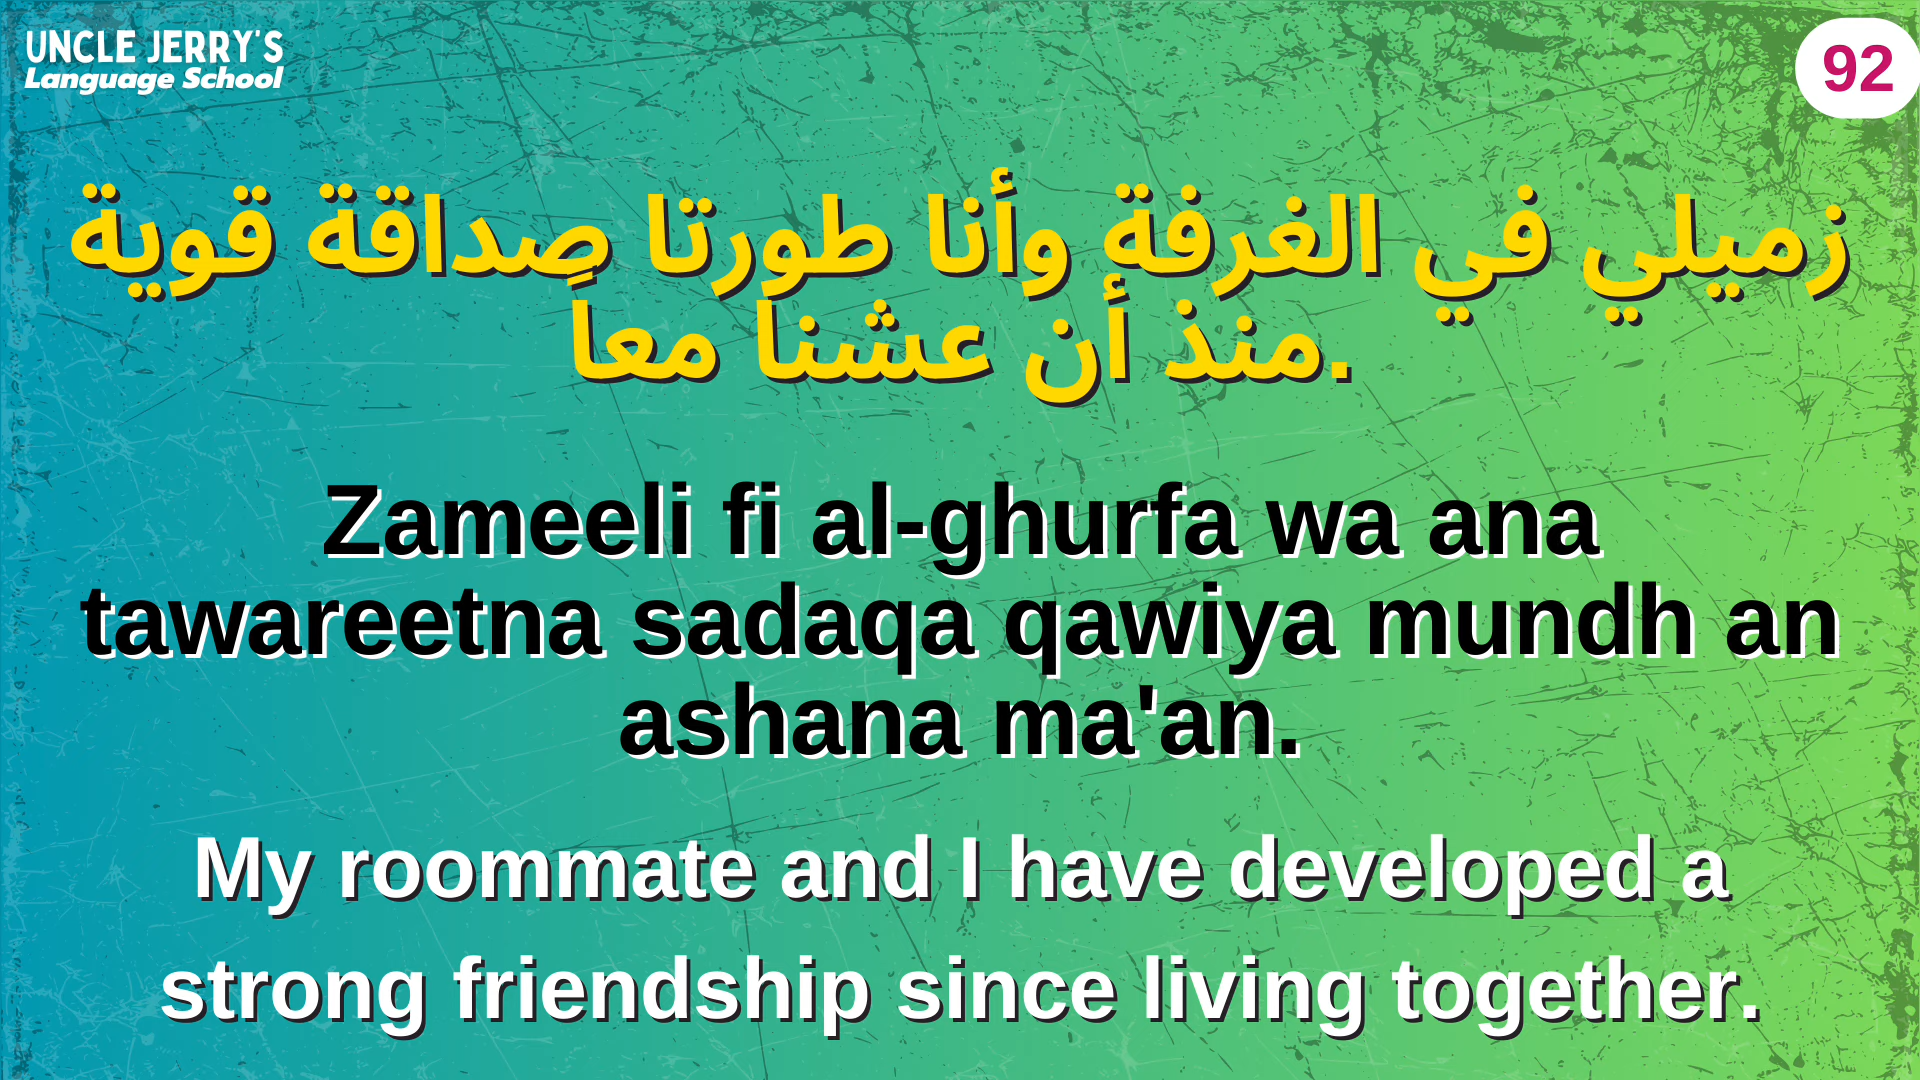 UNCLE JERRY'S
Language School
92
زميلي في الغرفة وأنا طورتا صداقة قوية
منذ أن عشنا معاً.
Zameeli fi al-ghurfa wa ana
tawareetna sadaqa qawiya mundh an
ashana ma'an.
My roommate and I have developed a
strong friendship since living together.